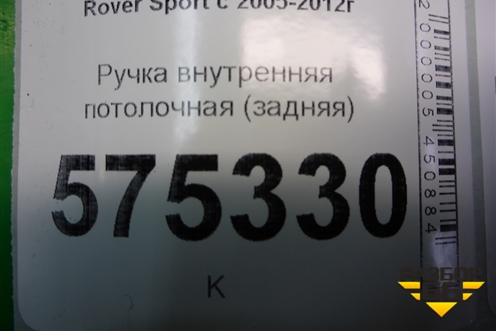 Rover Sport с 2005-2012г
Ручка внутренняя
потолочная (задняя)
575330
К
2000005450884